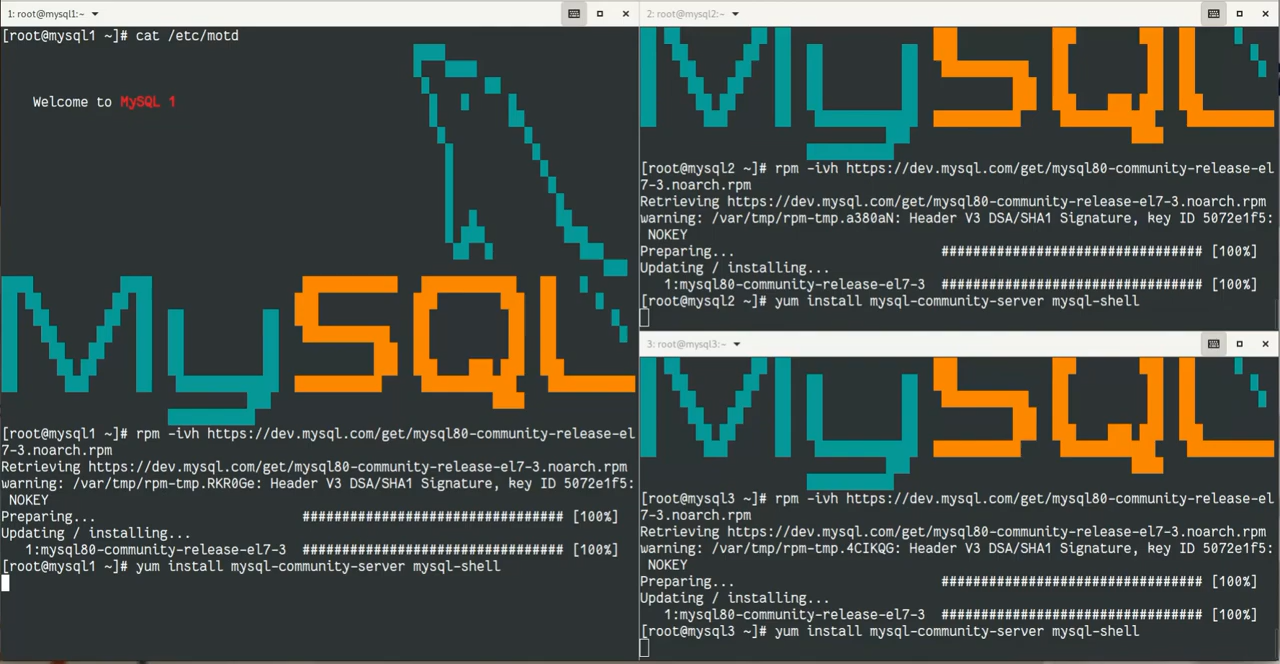 1: root@mysql1:~
[root@mysql1 ~]# cat /etc/motd
Welcome to MySQL 1
MySQL
[root@mysql1 ~]# rpm -ivh https://dev.mysql.com/get/mysql80-community-release-el
7-3.noarch.rpm
Retrieving https://dev.mysql.com/get/mysql80-community-release-el7-3.noarch.rpm
warning: /var/tmp/rpm-tmp.RKR0Ge: Header V3 DSA/SHA1 Signature, key ID 5072e1f5:
NOKEY
Preparing... ################################# [100%]
Updating / installing...
1:mysql80-community-release-el7-3 ################################# [100%]
[root@mysql1 ~]# yum install mysql-community-server mysql-shell
2: root@mysql2:~
MySQL
[root@mysql2 ~]# rpm -ivh https://dev.mysql.com/get/mysql80-community-release-el
7-3.noarch.rpm
Retrieving https://dev.mysql.com/get/mysql80-community-release-el7-3.noarch.rpm
warning: /var/tmp/rpm-tmp.a380aN: Header V3 DSA/SHA1 Signature, key ID 5072e1f5:
NOKEY
Preparing... ################################# [100%]
Updating / installing...
1:mysql80-community-release-el7-3 ################################# [100%]
[root@mysql2 ~]# yum install mysql-community-server mysql-shell
3: root@mysql3:~
MySQL
[root@mysql3 ~]# rpm -ivh https://dev.mysql.com/get/mysql80-community-release-el
7-3.noarch.rpm
Retrieving https://dev.mysql.com/get/mysql80-community-release-el7-3.noarch.rpm
warning: /var/tmp/rpm-tmp.4CIKQG: Header V3 DSA/SHA1 Signature, key ID 5072e1f5:
NOKEY
Preparing... ################################# [100%]
Updating / installing...
1:mysql80-community-release-el7-3 ################################# [100%]
[root@mysql3 ~]# yum install mysql-community-server mysql-shell